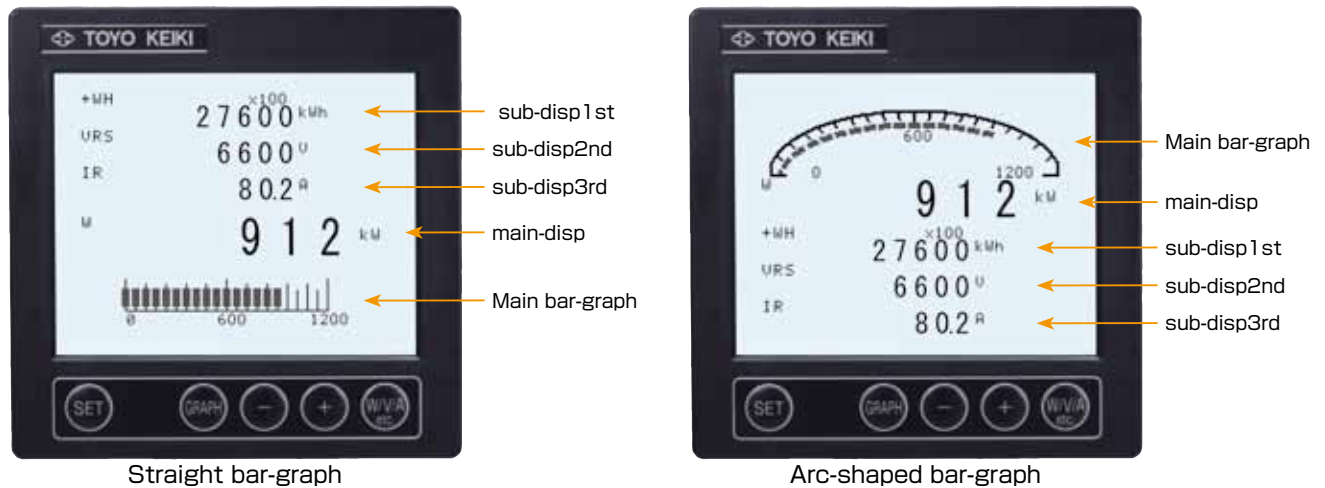 TOYO KEIKI
+WH
x100
27600 kWh
VRS
6600 V
IR
80.2 A
W
912 kW
0 600 1200
SET GRAPH - + W/V/A etc.
sub-disp1st
sub-disp2nd
sub-disp3rd
main-disp
Main bar-graph
Straight bar-graph
TOYO KEIKI
600
W 0 1200
912 kW
+WH
x100
27600 kWh
VRS
6600 V
IR
80.2 A
SET GRAPH - + W/V/A etc.
Main bar-graph
main-disp
sub-disp1st
sub-disp2nd
sub-disp3rd
Arc-shaped bar-graph